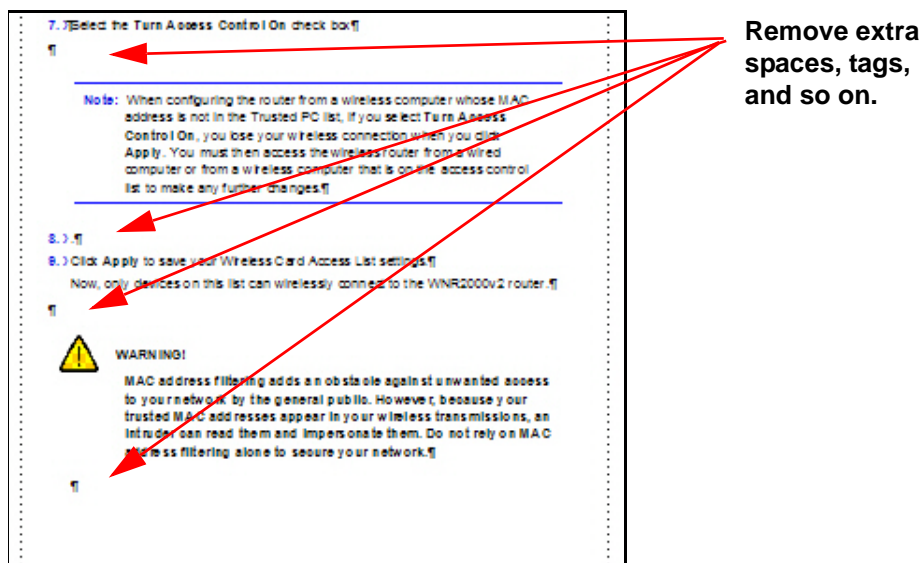 7. Select the Turn Access Control On check box¶
¶
Note: When configuring the router from a wireless computer whose MAC
address is not in the Trusted PC list, if you select Turn Access
Control On, you lose your wireless connection when you click
Apply. You must then access the wireless router from a wired
computer or from a wireless computer that is on the access control
list to make any further changes.¶
8. .¶
9. Click Apply to save your Wireless Card Access List settings.¶
Now, only devices on this list can wirelessly connect to the WNR2000v2 router.¶
¶
WARNING!
MAC address filtering adds an obstacle against unwanted access
to your network by the general public. However, because your
trusted MAC addresses appear in your wireless transmissions, an
intruder can read them and impersonate them. Do not rely on MAC
address filtering alone to secure your network.¶
¶
Remove extra
spaces, tags,
and so on.